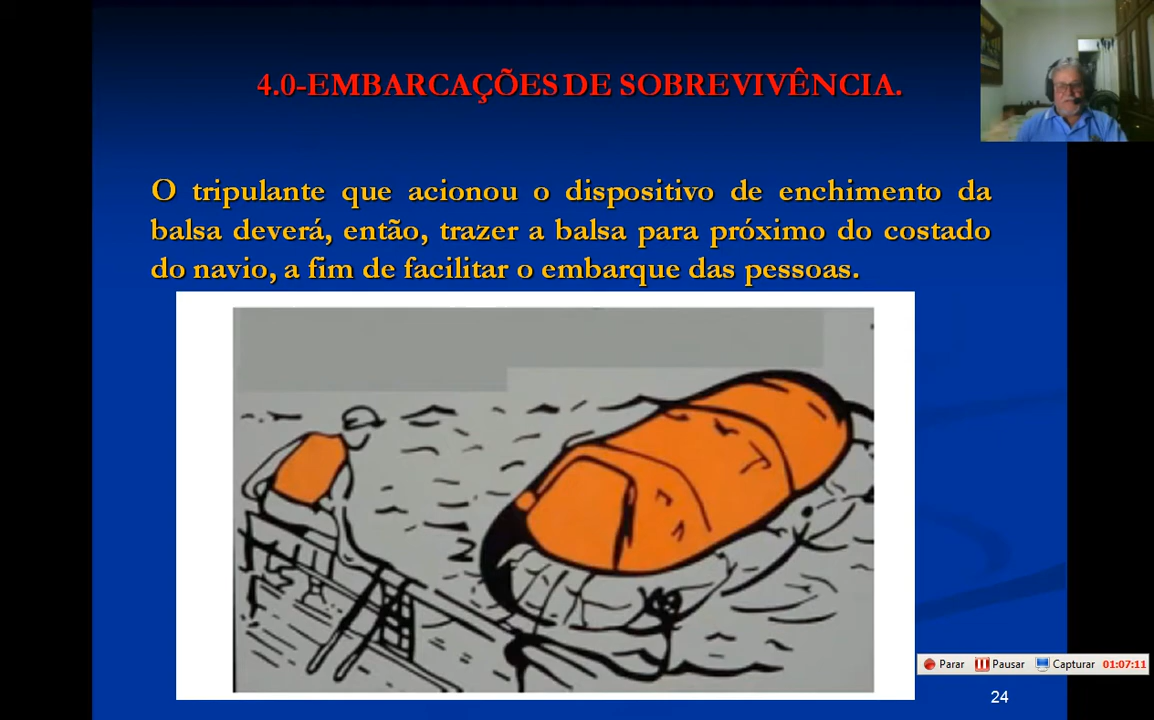 4.0-EMBARCAÇÕES DE SOBREVIVÊNCIA.
O tripulante que acionou o dispositivo de enchimento da
balsa deverá, então, trazer a balsa para próximo do costado
do navio, a fim de facilitar o embarque das pessoas.
Parar Pausar Capturar 01:07:11
24